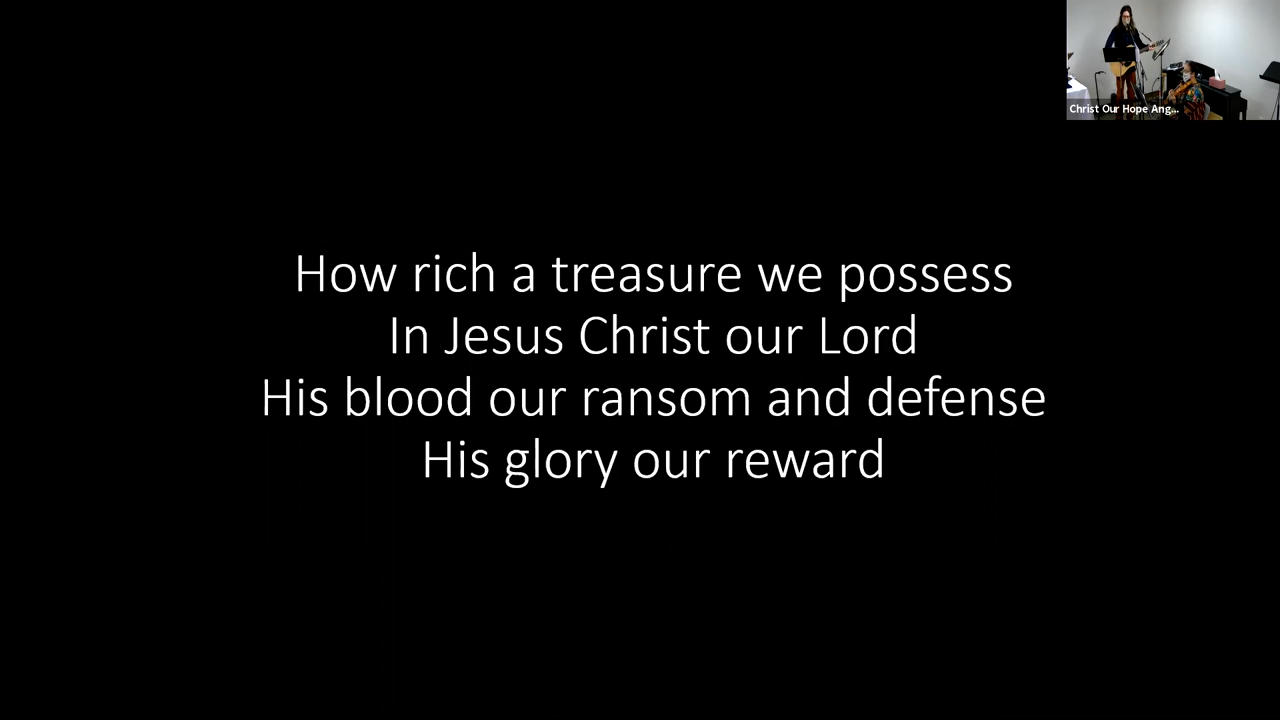 Christ Our Hope Ang...
How rich a treasure we possess
In Jesus Christ our Lord
His blood our ransom and defense
His glory our reward